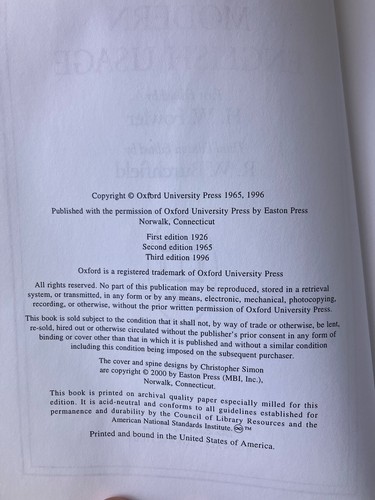 Copyright © Oxford University Press 1965, 1996
Published with the permission of Oxford University Press by Easton Press
Norwalk, Connecticut
First edition 1926
Second edition 1965
Third edition 1996
Oxford is a registered trademark of Oxford University Press
All rights reserved. No part of this publication may be reproduced, stored in a retrieval
system, or transmitted, in any form or by any means, electronic, mechanical, photocopying,
recording, or otherwise, without the prior written permission of Oxford University Press.
This book is sold subject to the condition that it shall not, by way of trade or otherwise, be lent,
re-sold, hired out or otherwise circulated without the publisher's prior consent in any form of
binding or cover other than that in which it is published and without a similar condition
including this condition being imposed on the subsequent purchaser.
The cover and spine designs by Christopher Simon
are copyright © 2000 by Easton Press (MBI, Inc.),
Norwalk, Connecticut.
This book is printed on archival quality paper especially milled for this
edition. It is acid-neutral and conforms to all guidelines established for
permanence and durability by the Council of Library Resources and the
American National Standards Institute. ♾™
Printed and bound in the United States of America.